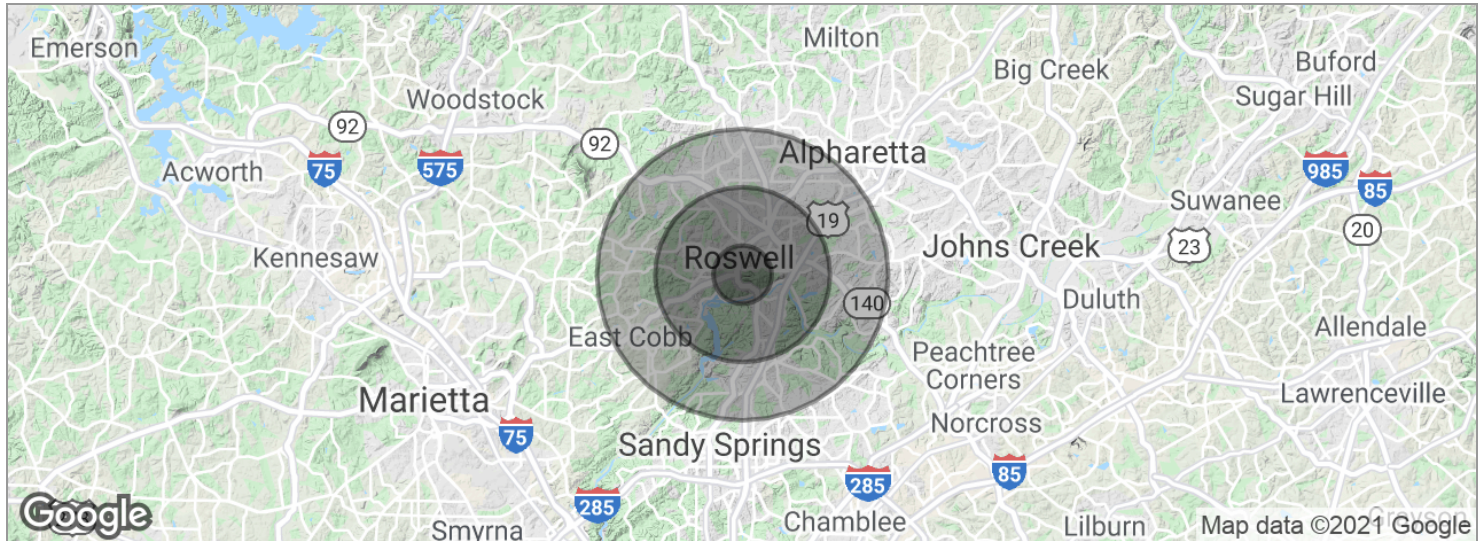 Emerson
Milton
Big Creek
Buford
Sugar Hill
Woodstock
92
92
Acworth
75
575
Alpharetta
985
85
Suwanee
19
20
Kennesaw
Roswell
Johns Creek
23
140
Duluth
East Cobb
Allendale
Peachtree
Corners
Marietta
Lawrenceville
75
Norcross
Sandy Springs
285
285
85
Google
Smyrna
Chamblee
Lilburn
Grayson
Map data ©2021 Google